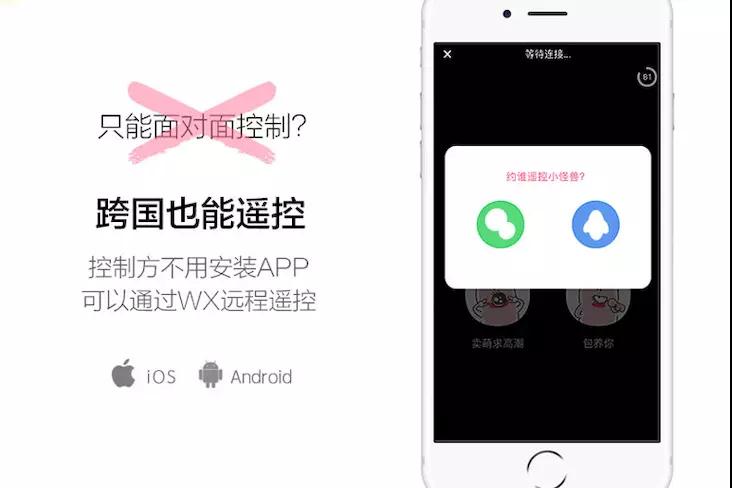 只能面对面控制?
跨国也能遥控
控制方不用安装APP
可以通过WX远程遥控
iOS
Android
等待连接...
81
约谁遥控小怪兽?
卖萌求高潮
包养你